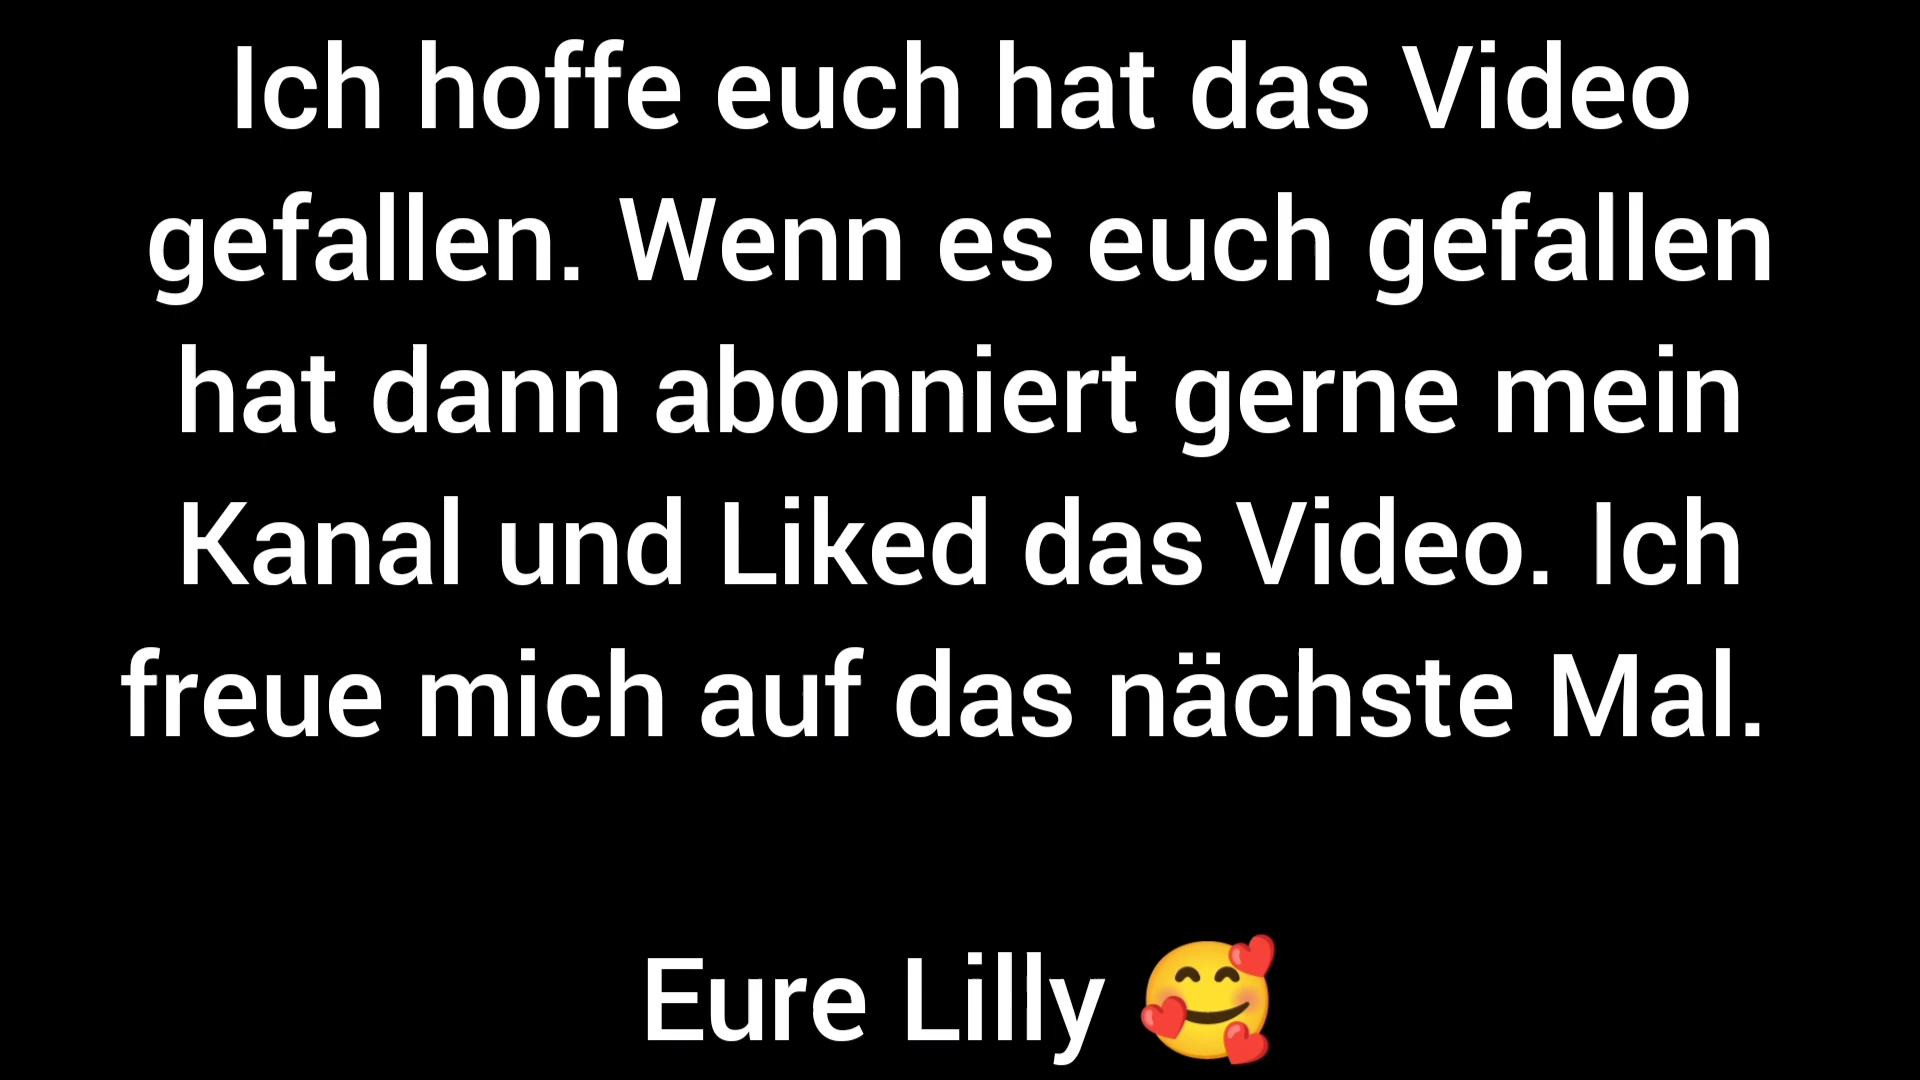 Ich hoffe euch hat das Video
gefallen. Wenn es euch gefallen
hat dann abonniert gerne mein
Kanal und Liked das Video. Ich
freue mich auf das nächste Mal.
Eure Lilly 🥰